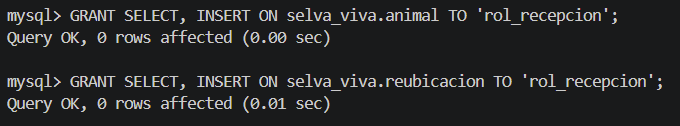 mysql> GRANT SELECT, INSERT ON selva_viva.animal TO 'rol_recepcion';
Query OK, 0 rows affected (0.00 sec)
mysql> GRANT SELECT, INSERT ON selva_viva.reubicacion TO 'rol_recepcion';
Query OK, 0 rows affected (0.01 sec)